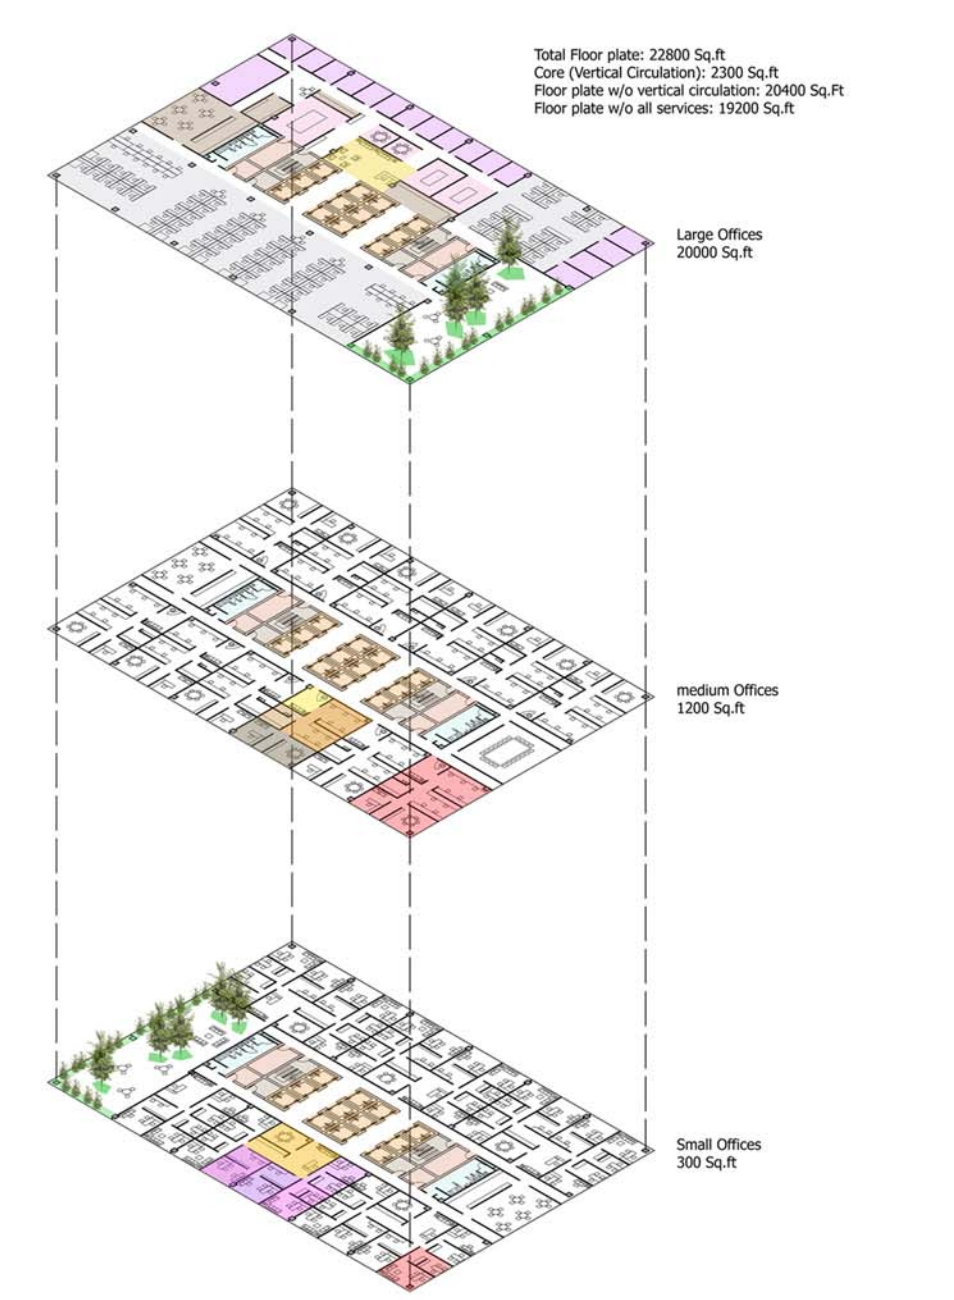 Total Floor plate: 22800 Sq.ft
Core (Vertical Circulation): 2300 Sq.ft
Floor plate w/o vertical circulation: 20400 Sq.Ft
Floor plate w/o all services: 19200 Sq.ft
Large Offices
20000 Sq.ft
medium Offices
1200 Sq.ft
Small Offices
300 Sq.ft